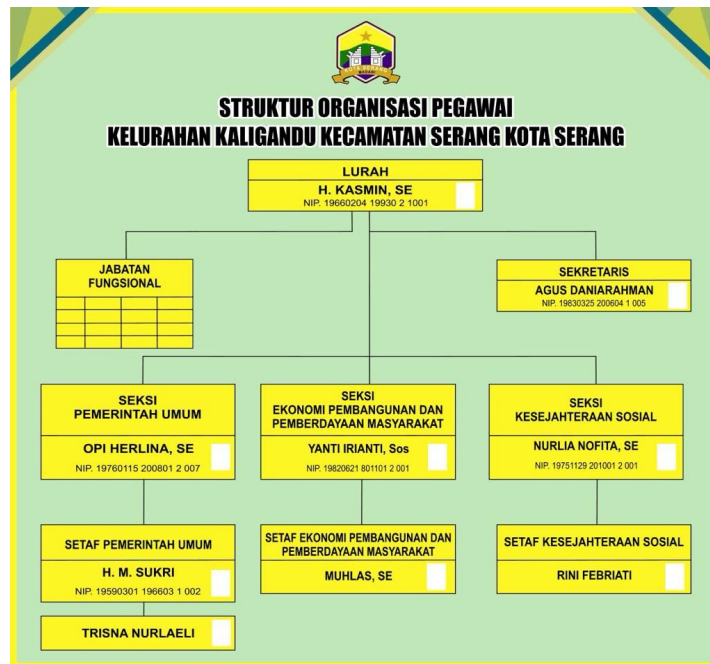 KOTA SERANG
MADANI
STRUKTUR ORGANISASI PEGAWAI
KELURAHAN KALIGANDU KECAMATAN SERANG KOTA SERANG
LURAH
H. KASMIN, SE
NIP. 19660204 19930 2 1001
JABATAN
FUNGSIONAL
SEKRETARIS
AGUS DANIARAHMAN
NIP. 19830325 200604 1 005
SEKSI
PEMERINTAH UMUM
OPI HERLINA, SE
NIP. 19760115 200801 2 007
SEKSI
EKONOMI PEMBANGUNAN DAN
PEMBERDAYAAN MASYARAKAT
YANTI IRIANTI, Sos
NIP. 19820621 801101 2 001
SEKSI
KESEJAHTERAAN SOSIAL
NURLIA NOFITA, SE
NIP. 19751129 201001 2 001
SETAF PEMERINTAH UMUM
H. M. SUKRI
NIP. 19590301 196603 1 002
TRISNA NURLAELI
SETAF EKONOMI PEMBANGUNAN DAN
PEMBERDAYAAN MASYARAKAT
MUHLAS, SE
SETAF KESEJAHTERAAN SOSIAL
RINI FEBRIATI